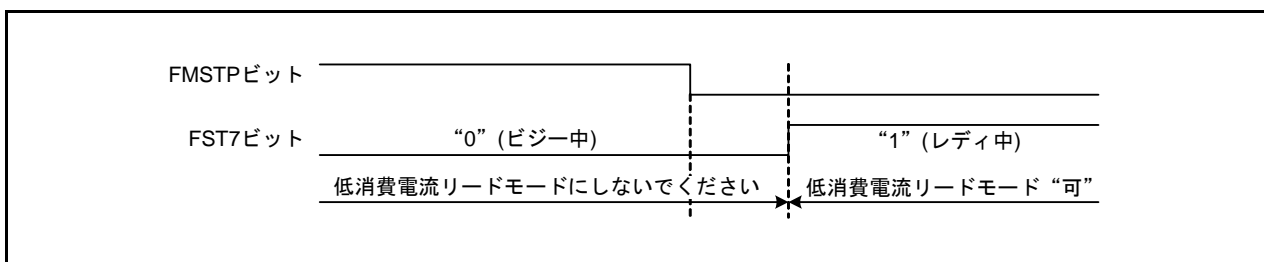 FMSTPビット
FST7ビット
“0” (ビジー中)
“1” (レディ中)
低消費電流リードモードにしないでください
低消費電流リードモード “可”